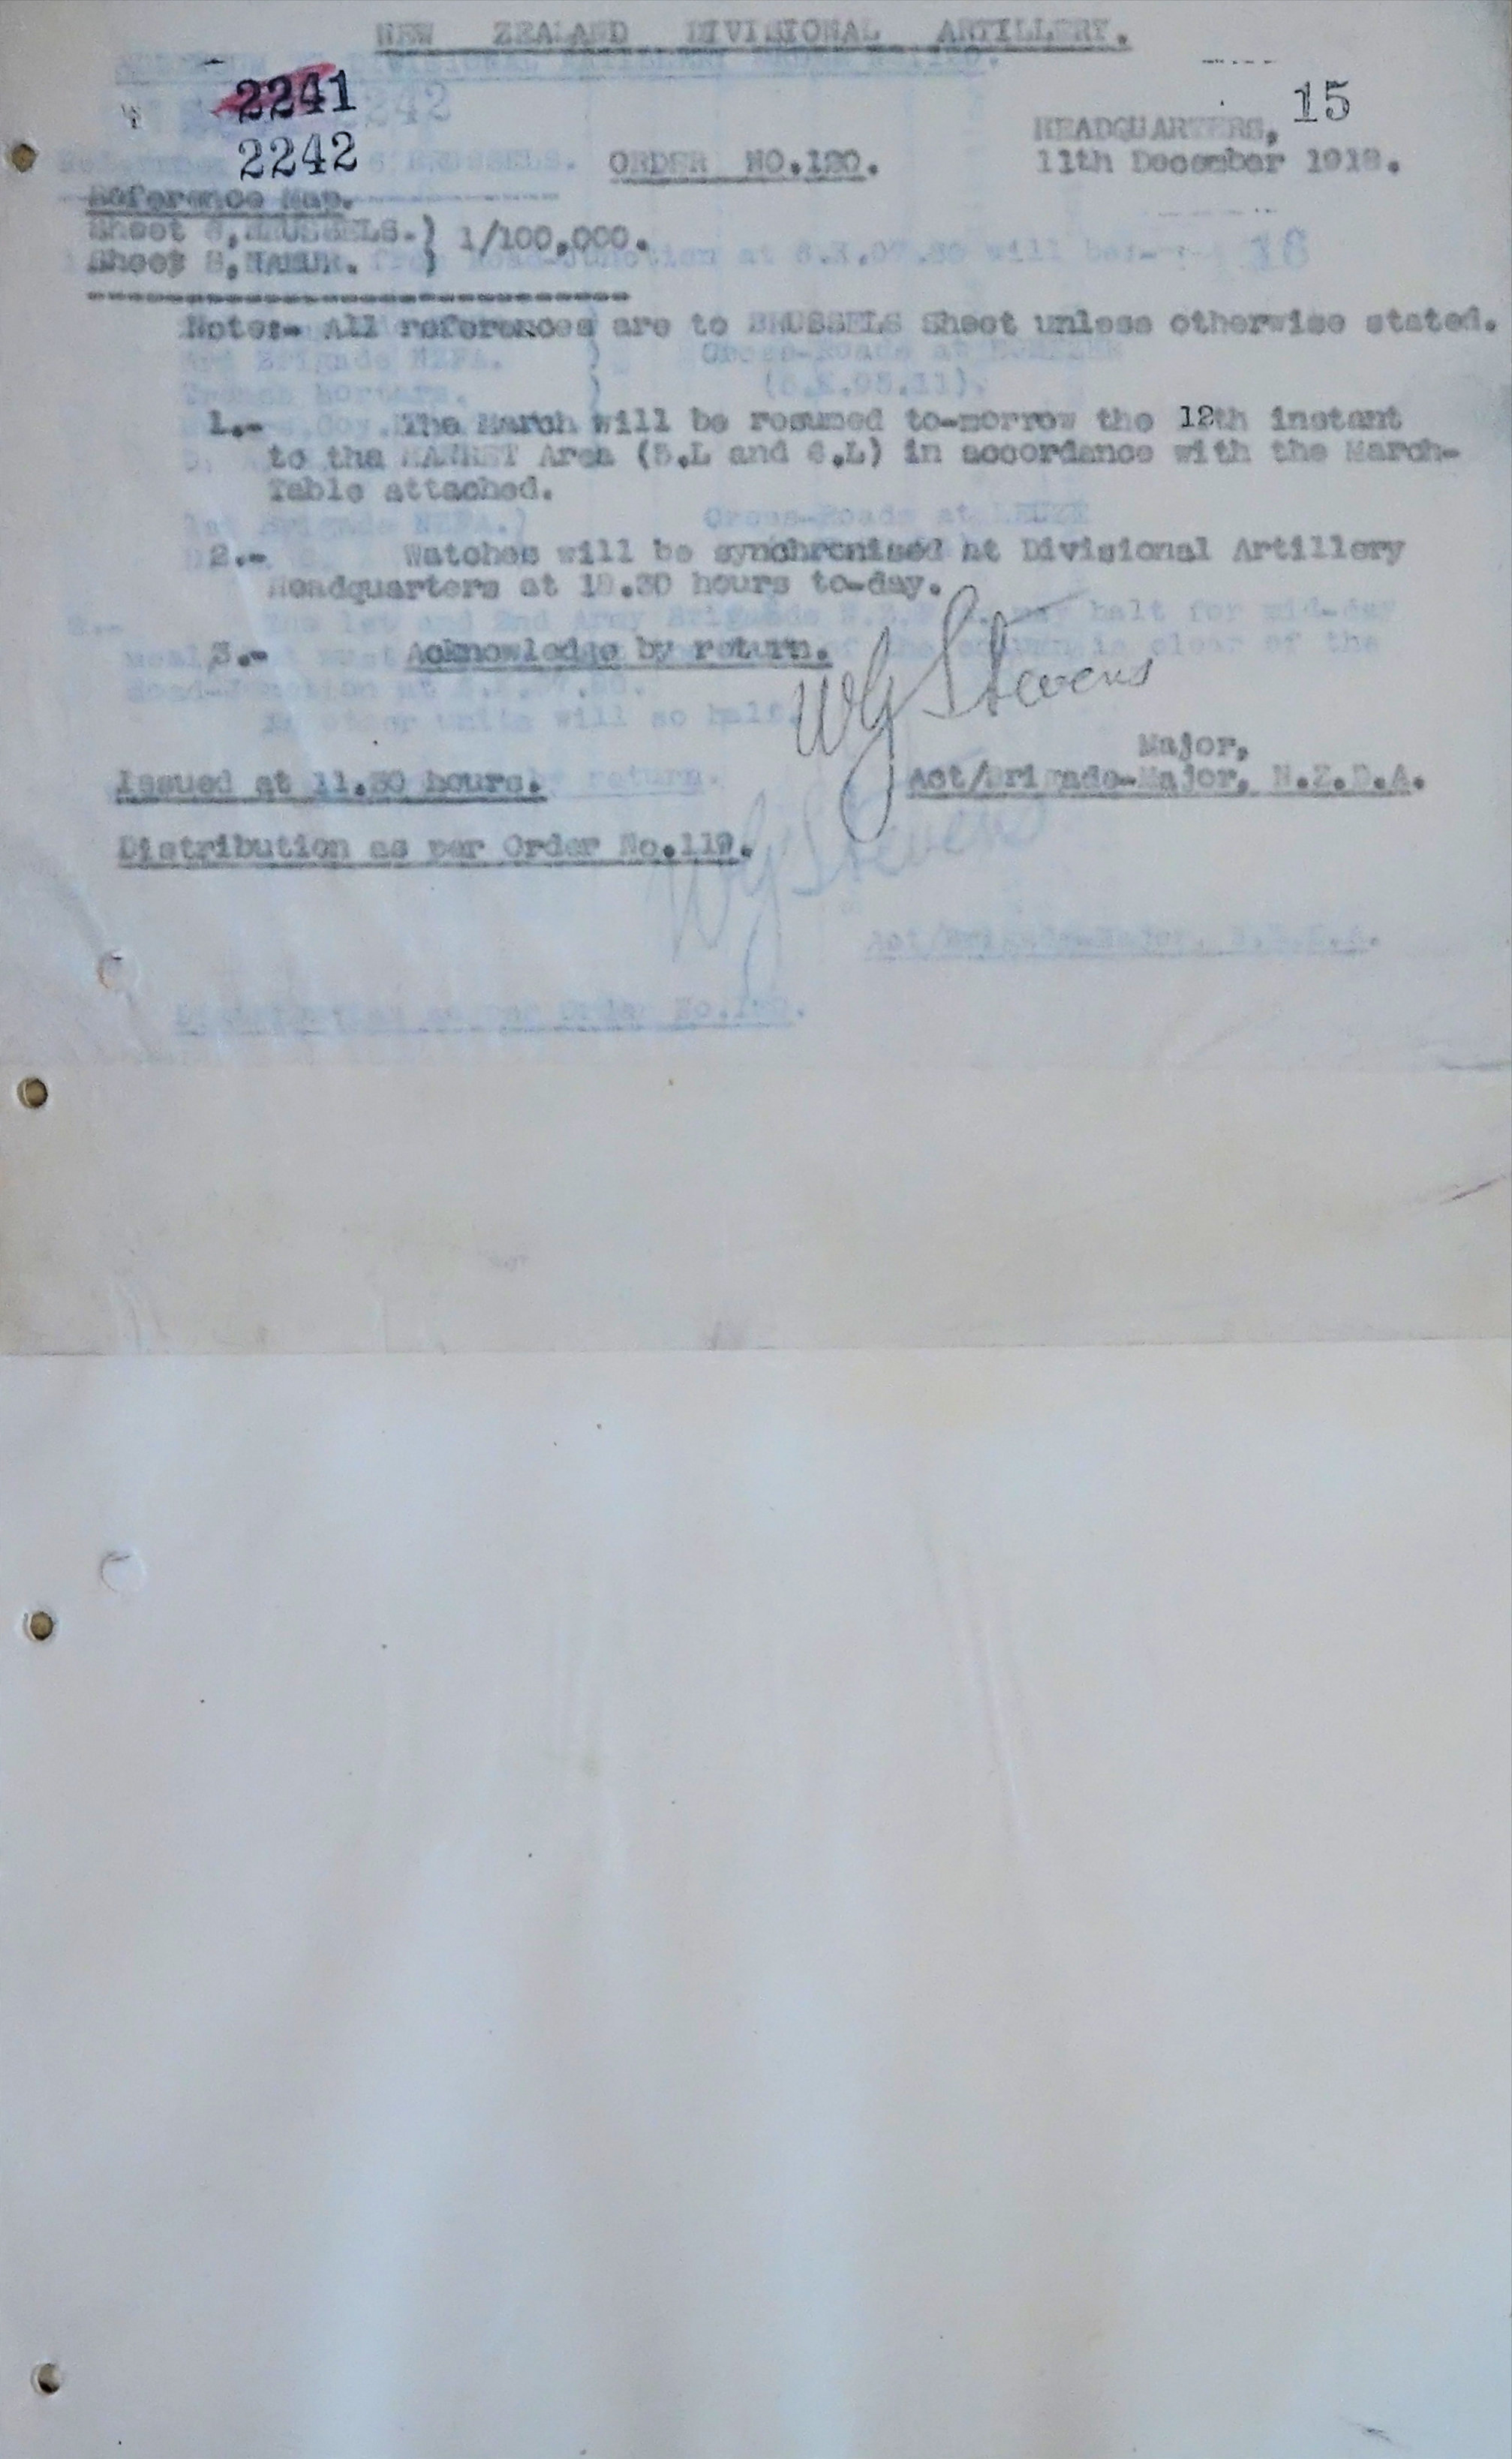 NEW ZEALAND DIVISIONAL ARTILLERY.
2241
2242
15
HEADQUARTERS,
11th December 1918.
ORDER NO.120.
Reference Map.
Sheet 6, BRUSSELS.} 1/100,000.
Sheet 8, NAMUR. }
Note:- All references are to BRUSSELS Sheet unless otherwise stated.
1.- The March will be resumed to-morrow the 12th instant
to the Area (5.L and 6.L) in accordance with the March-
Table attached.
2.- Watches will be synchronised at Divisional Artillery
Headquarters at hours to-day.
3.- Acknowledge by return.
WG Stevens
Major,
Issued at 11.30 hours.
Act/Brigade-Major, N.Z.D.A.
Distribution as per Order No.119.